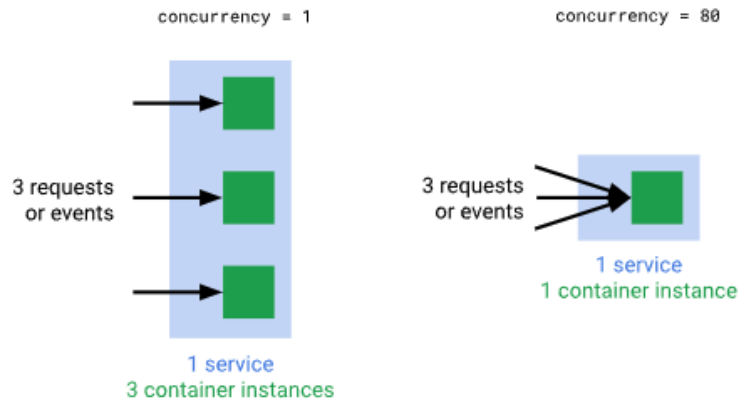 concurrency = 1
3 requests
or events
1 service
3 container instances
concurrency = 80
3 requests
or events
1 service
1 container instance